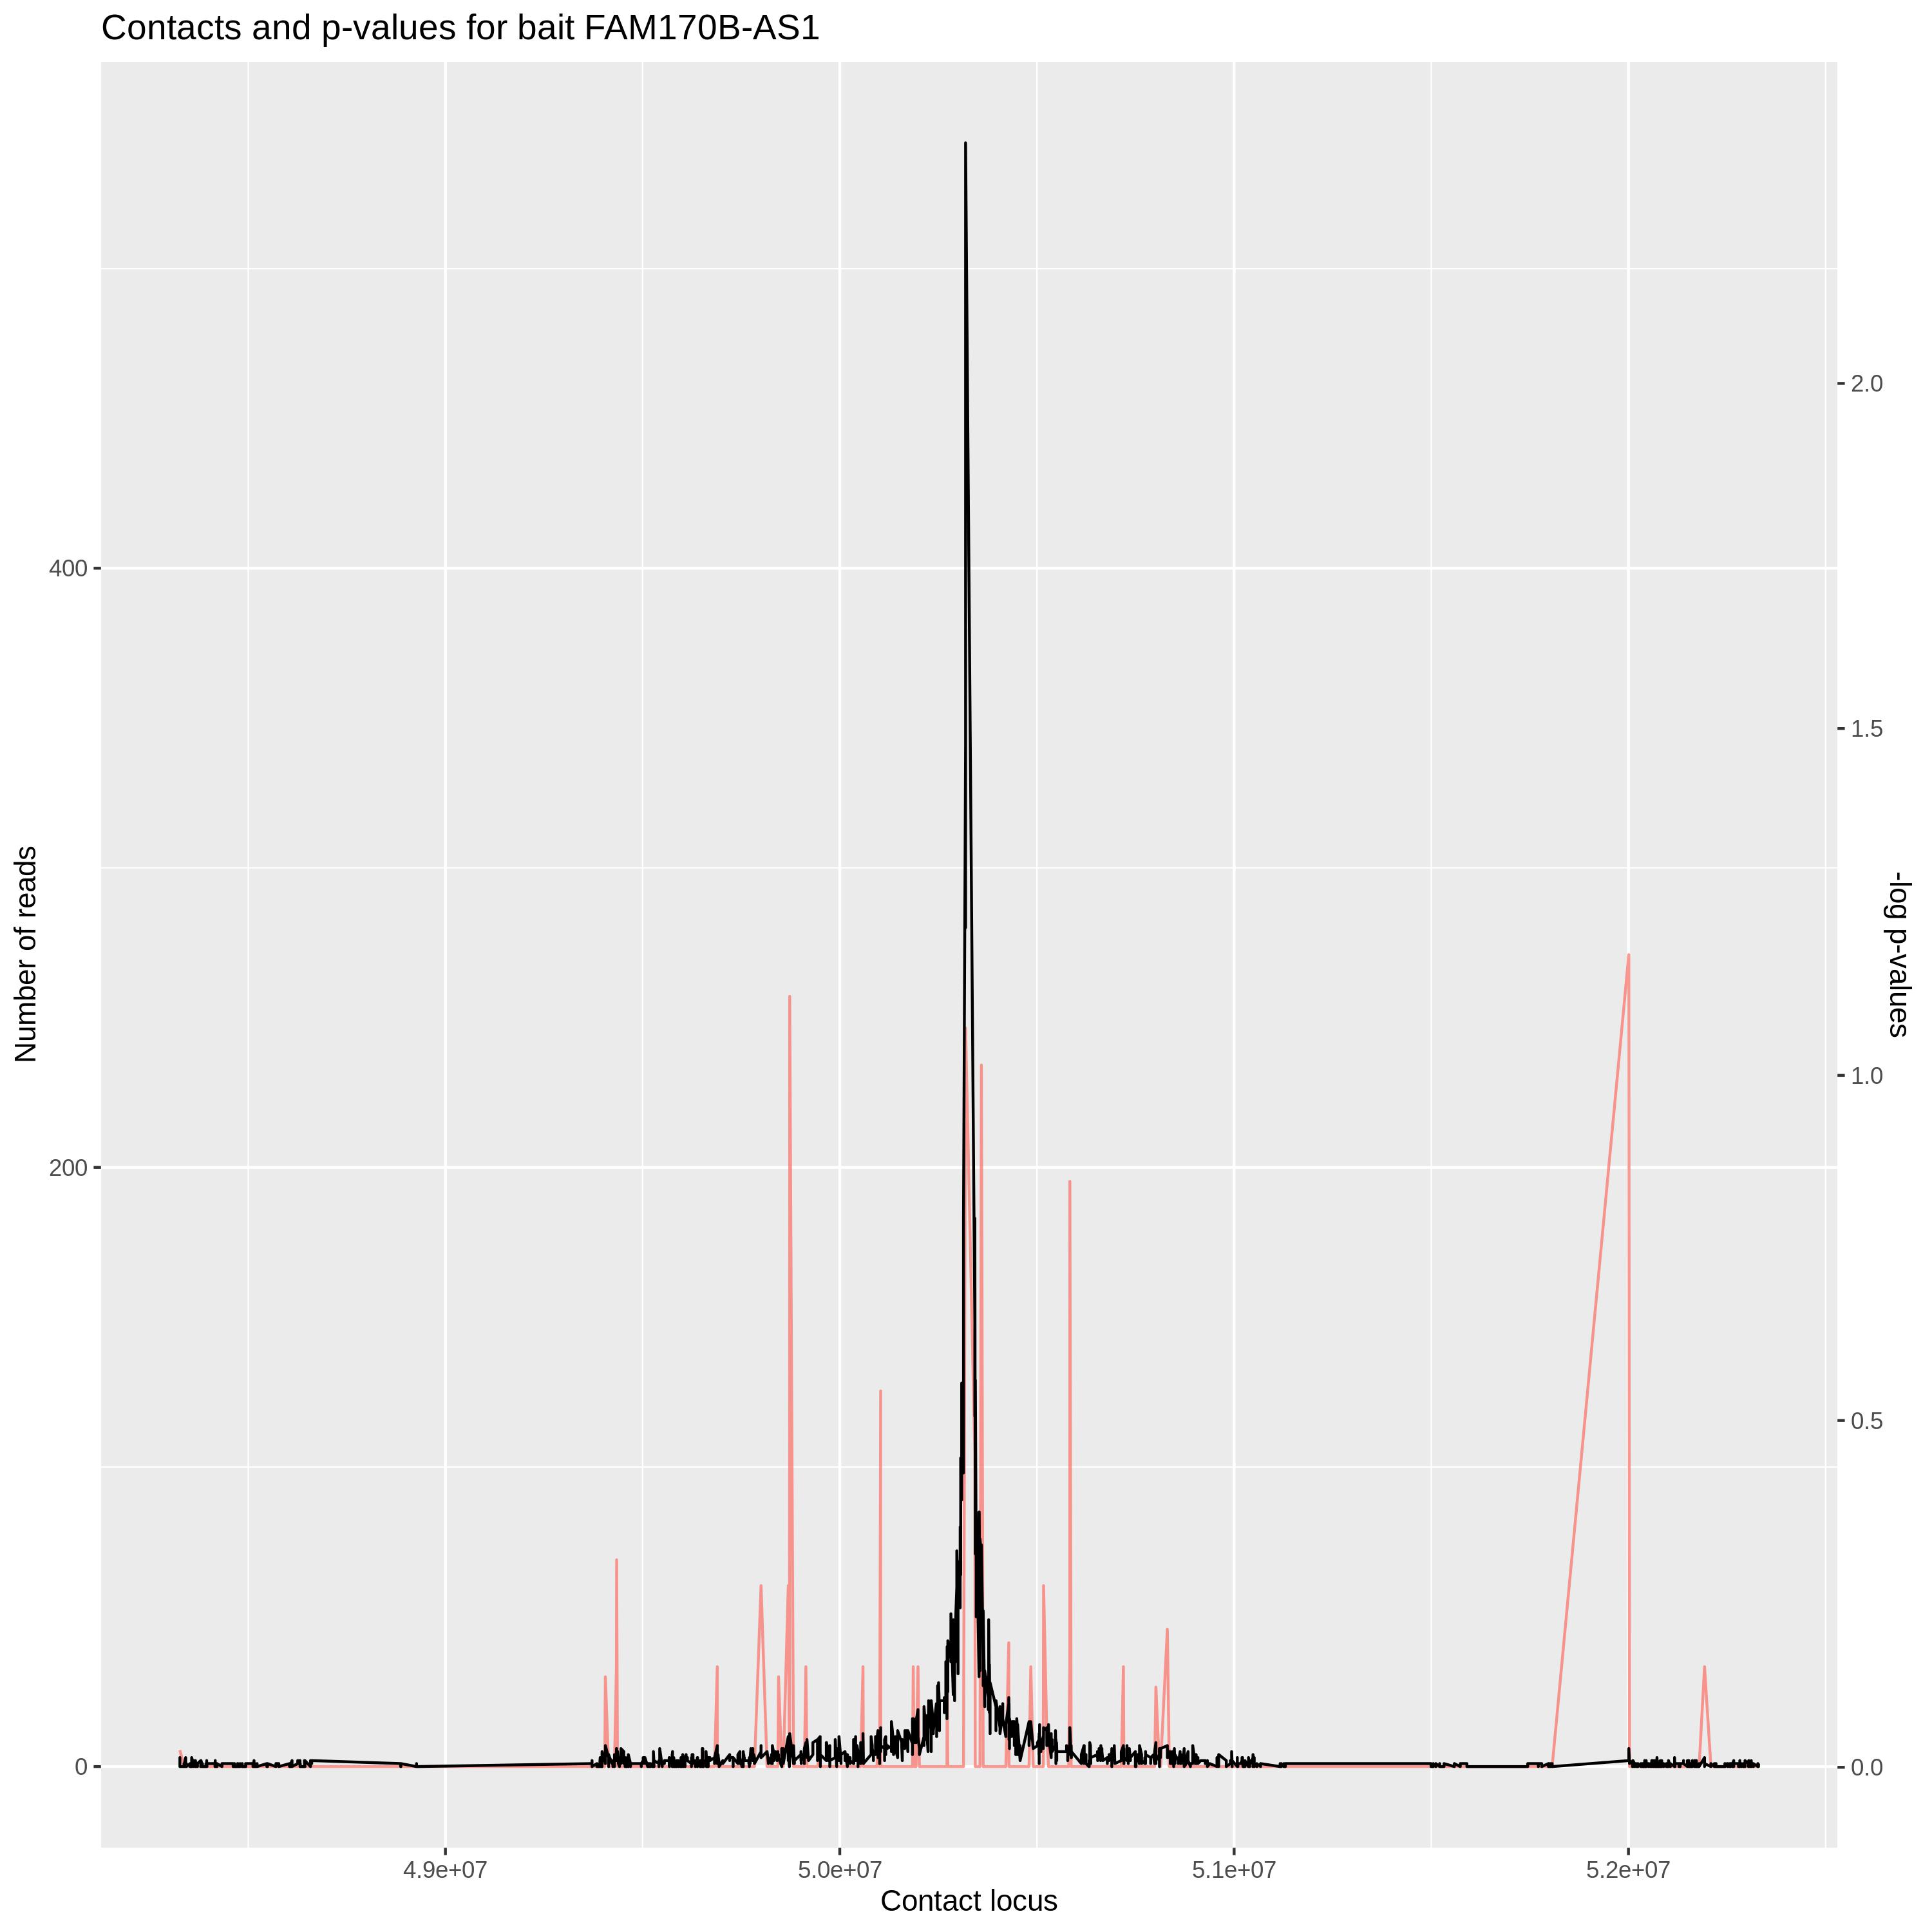 Contacts and p-values for bait FAM170B-AS1
Number of reads
400
200
0
2.0
1.5
1.0
0.5
0.0
-log p-values
4.9e+07
5.0e+07
5.1e+07
5.2e+07
Contact locus